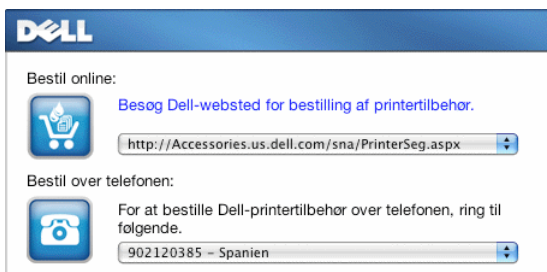 DELL
Bestil online:
Besøg Dell-websted for bestilling af printertilbehør.
http://Accessories.us.dell.com/sna/PrinterSeg.aspx
Bestil over telefonen:
For at bestille Dell-printertilbehør over telefonen, ring til
følgende.
902120385 – Spanien